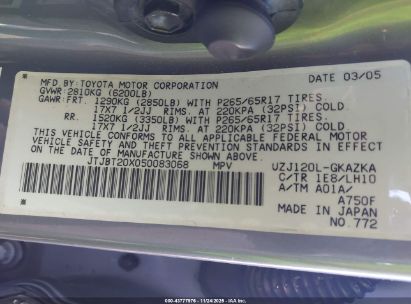 MFD. BY: TOYOTA MOTOR CORPORATION DATE 03/05
GVWR: 2810KG (6200LB)
GAWR: FRT. 1290KG (2850LB) WITH P265/65R17 TIRES.
17X7 1/2JJ RIMS. AT 220KPA (32PSI) COLD
RR. 1520KG (3350LB) WITH P265/65R17 TIRES.
17X7 1/2JJ RIMS. AT 220KPA (32PSI) COLD
THIS VEHICLE CONFORMS TO ALL APPLICABLE FEDERAL MOTOR
VEHICLE SAFETY AND THEFT PREVENTION STANDARDS IN EFFECT
ON THE DATE OF MANUFACTURE SHOWN ABOVE.
JTJBT20X050083068 MPV UZJ120L-GKAZKA
C/TR 1E8/LH10
A/TM A01A/
A750F
MADE IN JAPAN
NO. 772